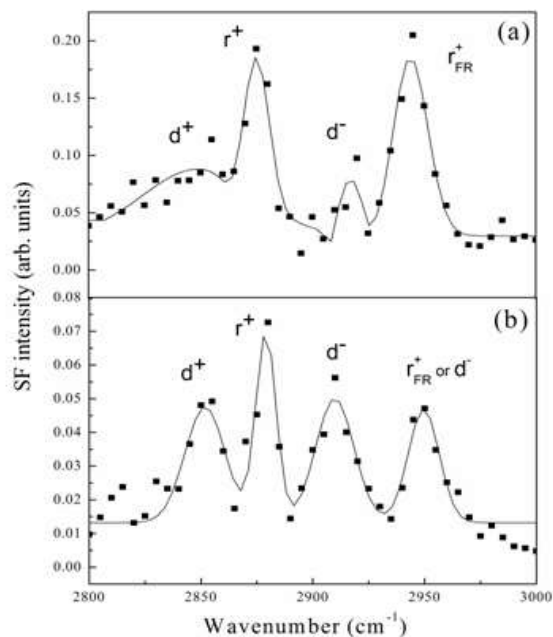 (a)
r+
r+FR
d+
d-
0.20
0.15
0.10
0.05
0.00
SF intensity (arb. units)
(b)
r+
d+
d-
r+FR or d-
0.08
0.07
0.06
0.05
0.04
0.03
0.02
0.01
0.00
2800 2850 2900 2950 3000
Wavenumber (cm-1)